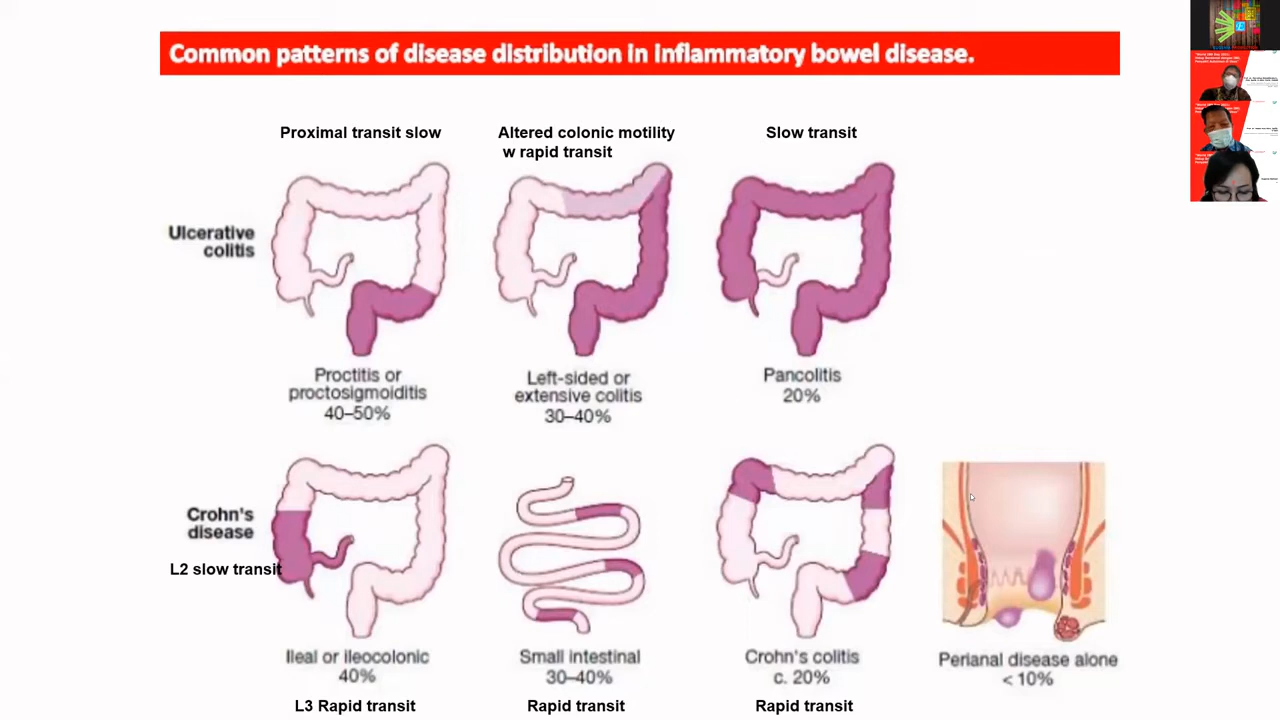 Common patterns of disease distribution in inflammatory bowel disease.
Proximal transit slow
Altered colonic motility
w rapid transit
Slow transit
Ulcerative
colitis
Proctitis or
proctosigmoiditis
40–50%
Left-sided or
extensive colitis
30–40%
Pancolitis
20%
Crohn's
disease
L2 slow transit
Ileal or ileocolonic
40%
Small intestinal
30–40%
Crohn's colitis
c. 20%
Perianal disease alone
< 10%
L3 Rapid transit
Rapid transit
Rapid transit